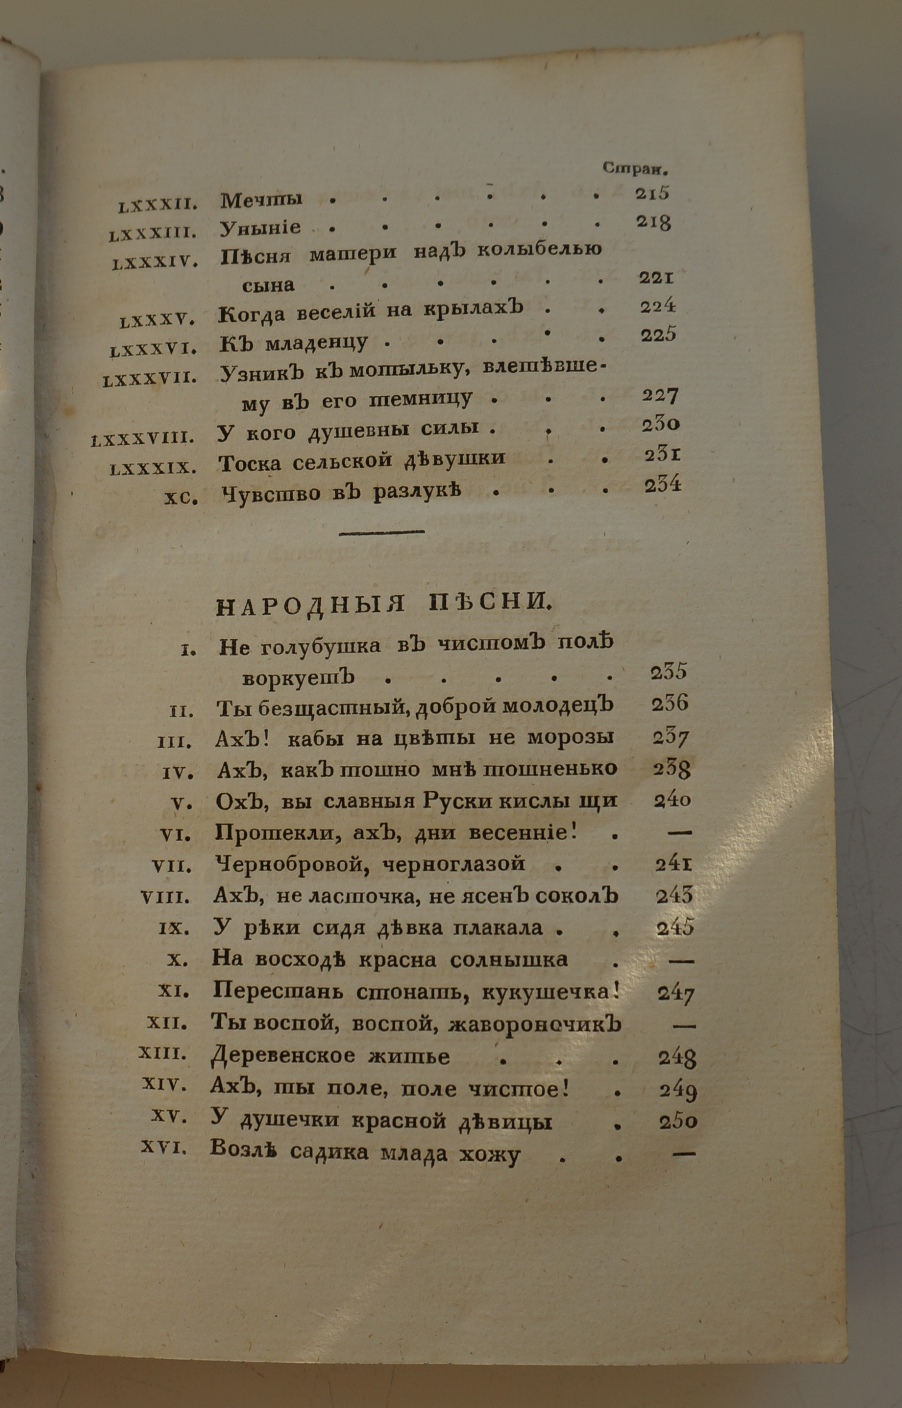 Стран.
LXXXII. Мечты . . . . . . 215
LXXXIII. Уныніе . . . . . . 218
LXXXIV. Пѣсня матери надъ колыбелью
сына . . . . . . 221
LXXXV. Когда веселій на крылахъ . . 224
LXXXVI. Къ младенцу . . . . . 225
LXXXVII. Узникъ къ мотыльку, влетѣвше-
му въ его темницу . . . 227
LXXXVIII. У кого душевны силы . . . 230
LXXXIX. Тоска сельской дѣвушки . . 231
XC. Чувство въ разлукѣ . . . 234
НАРОДНЫЯ ПѢСНИ.
I. Не голубушка въ чистомъ полѣ
воркуетъ . . . . . 235
II. Ты безщастный, доброй молодецъ 236
III. Ахъ! кабы на цвѣты не морозы 237
IV. Ахъ, какъ тошно мнѣ тошненько 238
V. Охъ, вы славныя Руски кислы щи 240
VI. Протекли, ахъ, дни весенніе! . —
VII. Чернобровой, черноглазой . . 241
VIII. Ахъ, не ласточка, не ясенъ соколъ 243
IX. У рѣки сидя дѣвка плакала . . 245
X. На восходѣ красна солнышка . —
XI. Перестань стонать, кукушечка! 247
XII. Ты воспой, воспой, жавороночикъ —
XIII. Деревенское житье . . . 248
XIV. Ахъ, ты поле, поле чистое! . 249
XV. У душечки красной дѣвицы . 250
XVI. Возлѣ садика млада хожу . . —